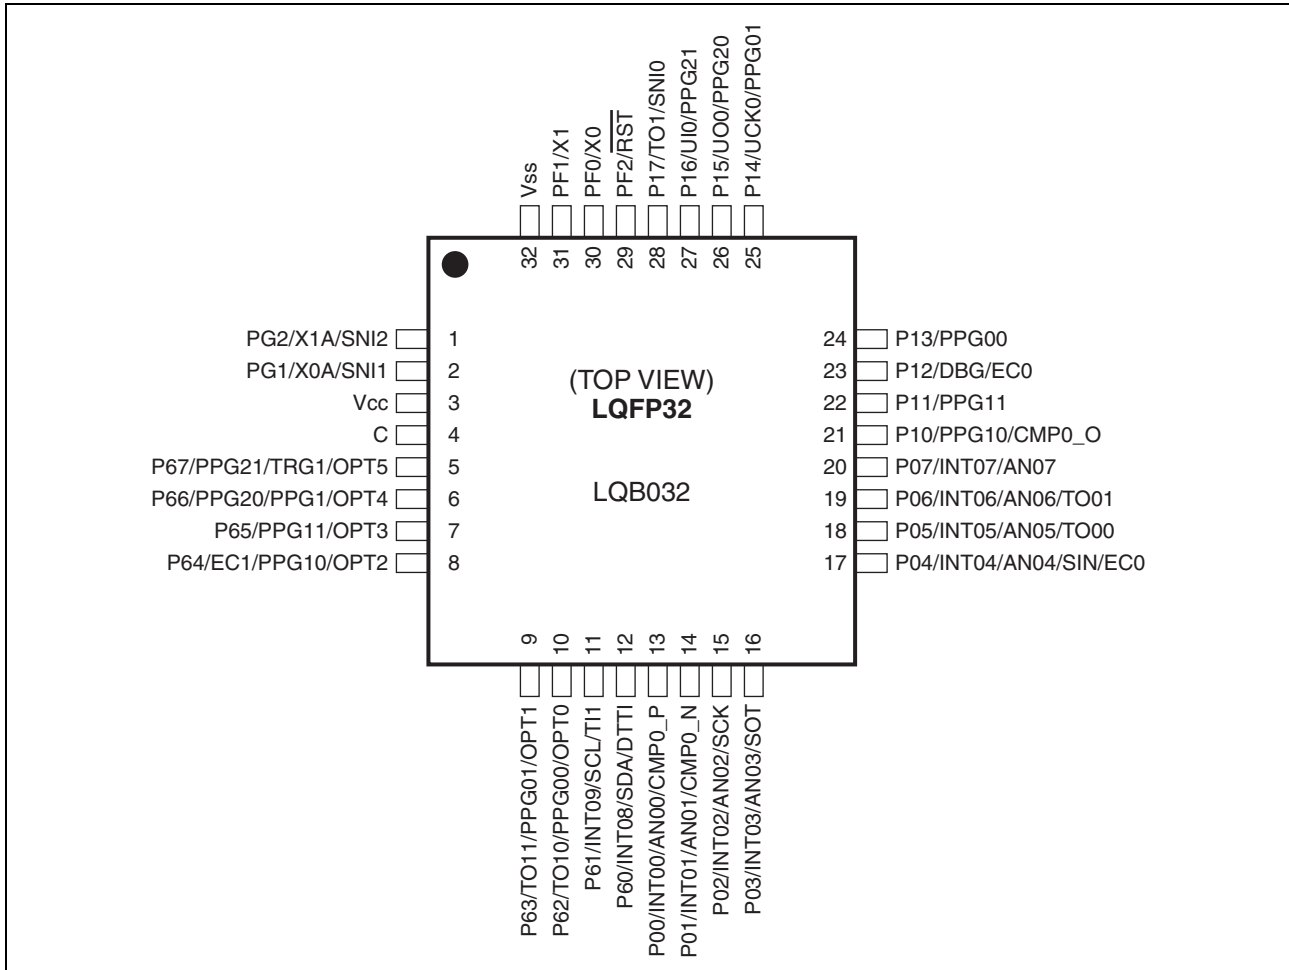 Vss
PF1/X1
PF0/X0
PF2/RST
P17/TO1/SNI0
P16/UI0/PPG21
P15/UO0/PPG20
P14/UCK0/PPG01
32
31
30
29
28
27
26
25
PG2/X1A/SNI2
1
PG1/X0A/SNI1
2
Vcc
3
C
4
P67/PPG21/TRG1/OPT5
5
P66/PPG20/PPG1/OPT4
6
P65/PPG11/OPT3
7
P64/EC1/PPG10/OPT2
8
(TOP VIEW)
LQFP32
LQB032
24
P13/PPG00
23
P12/DBG/EC0
22
P11/PPG11
21
P10/PPG10/CMP0_O
20
P07/INT07/AN07
19
P06/INT06/AN06/TO01
18
P05/INT05/AN05/TO00
17
P04/INT04/AN04/SIN/EC0
9
10
11
12
13
14
15
16
P63/TO11/PPG01/OPT1
P62/TO10/PPG00/OPT0
P61/INT09/SCL/TI1
P60/INT08/SDA/DTTI
P00/INT00/AN00/CMP0_P
P01/INT01/AN01/CMP0_N
P02/INT02/AN02/SCK
P03/INT03/AN03/SOT